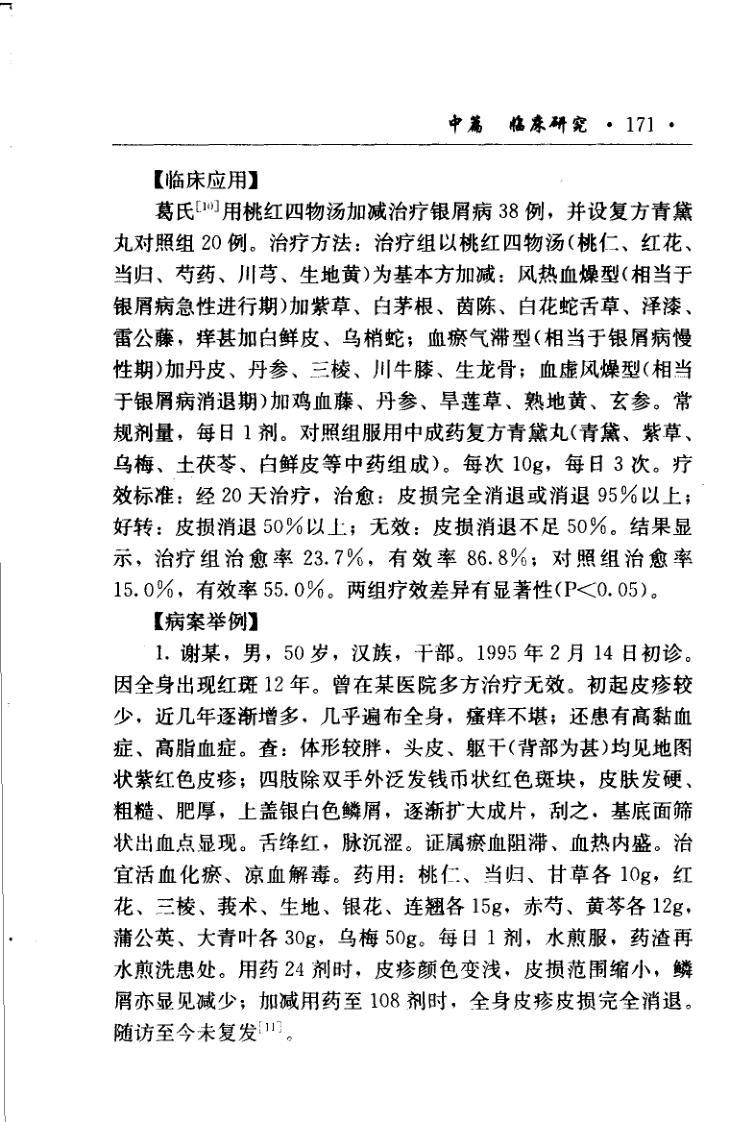 中篇 临床研究 · 171 ·
【临床应用】
葛氏[10]用桃红四物汤加减治疗银屑病 38 例，并设复方青黛
丸对照组 20 例。治疗方法：治疗组以桃红四物汤(桃仁、红花、
当归、芍药、川芎、生地黄)为基本方加减：风热血燥型(相当于
银屑病急性进行期)加紫草、白茅根、茵陈、白花蛇舌草、泽漆、
雷公藤，痒甚加白鲜皮、乌梢蛇；血瘀气滞型(相当于银屑病慢
性期)加丹皮、丹参、三棱、川牛膝、生龙骨；血虚风燥型(相当
于银屑病消退期)加鸡血藤、丹参、旱莲草、熟地黄、玄参。常
规剂量，每日 1 剂。对照组服用中成药复方青黛丸(青黛、紫草、
乌梅、土茯苓、白鲜皮等中药组成)。每次 10g，每日 3 次。疗
效标准：经 20 天治疗，治愈：皮损完全消退或消退 95%以上；
好转：皮损消退 50%以上；无效：皮损消退不足 50%。结果显
示，治疗组治愈率 23.7%，有效率 86.8%；对照组治愈率
15.0%，有效率 55.0%。两组疗效差异有显著性(P<0.05)。
【病案举例】
1. 谢某，男，50 岁，汉族，干部。1995 年 2 月 14 日初诊。
因全身出现红斑 12 年。曾在某医院多方治疗无效。初起皮疹较
少，近几年逐渐增多，几乎遍布全身，瘙痒不堪；还患有高黏血
症、高脂血症。查：体形较胖，头皮、躯干(背部为甚)均见地图
状紫红色皮疹；四肢除双手外泛发钱币状红色斑块，皮肤发硬、
粗糙、肥厚，上盖银白色鳞屑，逐渐扩大成片，刮之，基底面筛
状出血点显现。舌绛红，脉沉涩。证属瘀血阻滞、血热内盛。治
宜活血化瘀、凉血解毒。药用：桃仁、当归、甘草各 10g，红
花、三棱、莪术、生地、银花、连翘各 15g，赤芍、黄芩各 12g，
蒲公英、大青叶各 30g，乌梅 50g。每日 1 剂，水煎服，药渣再
水煎洗患处。用药 24 剂时，皮疹颜色变浅，皮损范围缩小，鳞
屑亦显见减少；加减用药至 108 剂时，全身皮疹皮损完全消退。
随访至今未复发[11]。